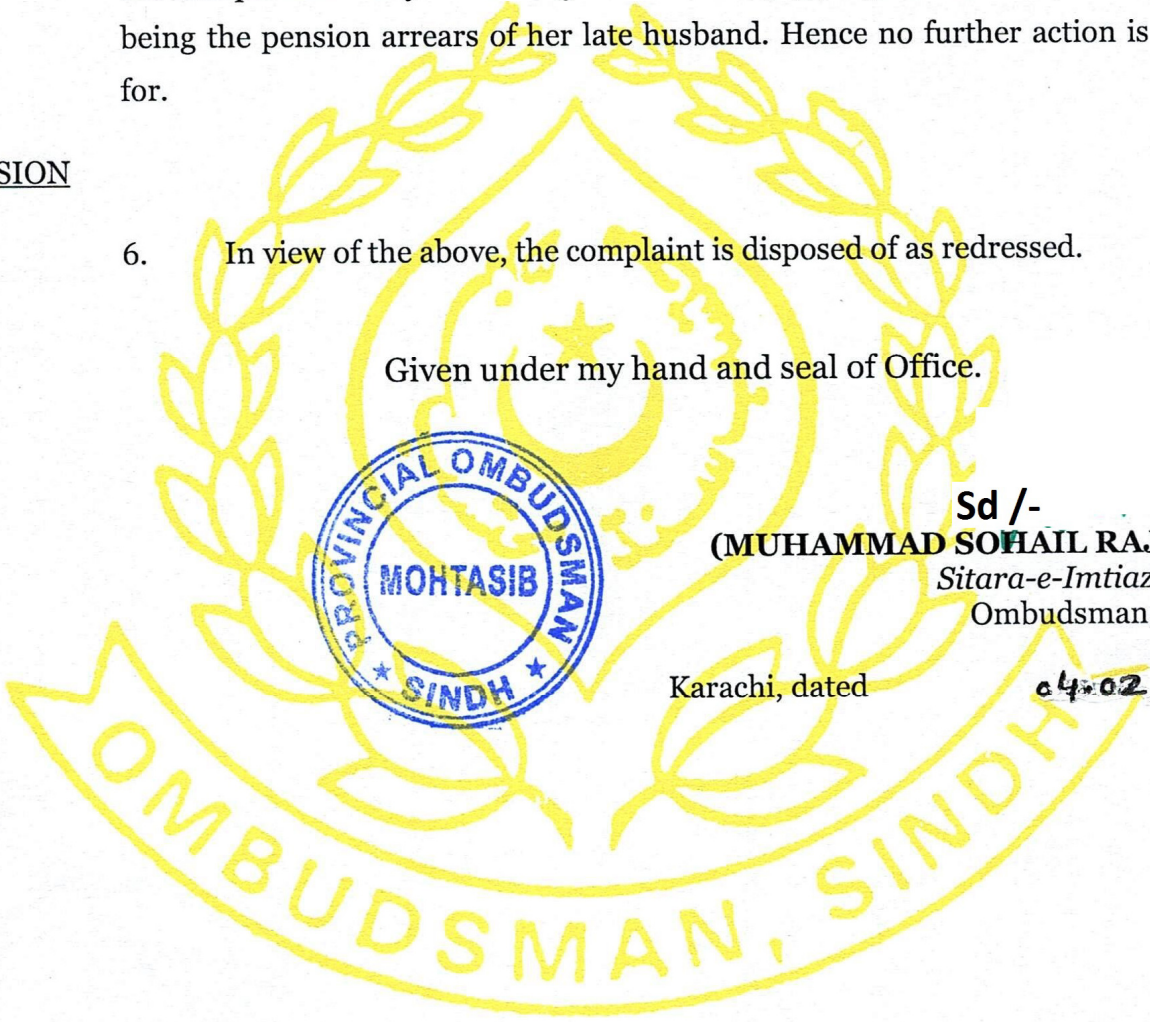 being the pension arrears of her late husband. Hence no further action is
for.
SION
6. In view of the above, the complaint is disposed of as redressed.
Given under my hand and seal of Office.
PROVINCIAL OMBUDSMAN
MOHTASIB
SINDH
Sd /-
(MUHAMMAD SOHAIL RAJ
Sitara-e-Imtiaz
Ombudsman
Karachi, dated 04.02
OMBUDSMAN, SINDH